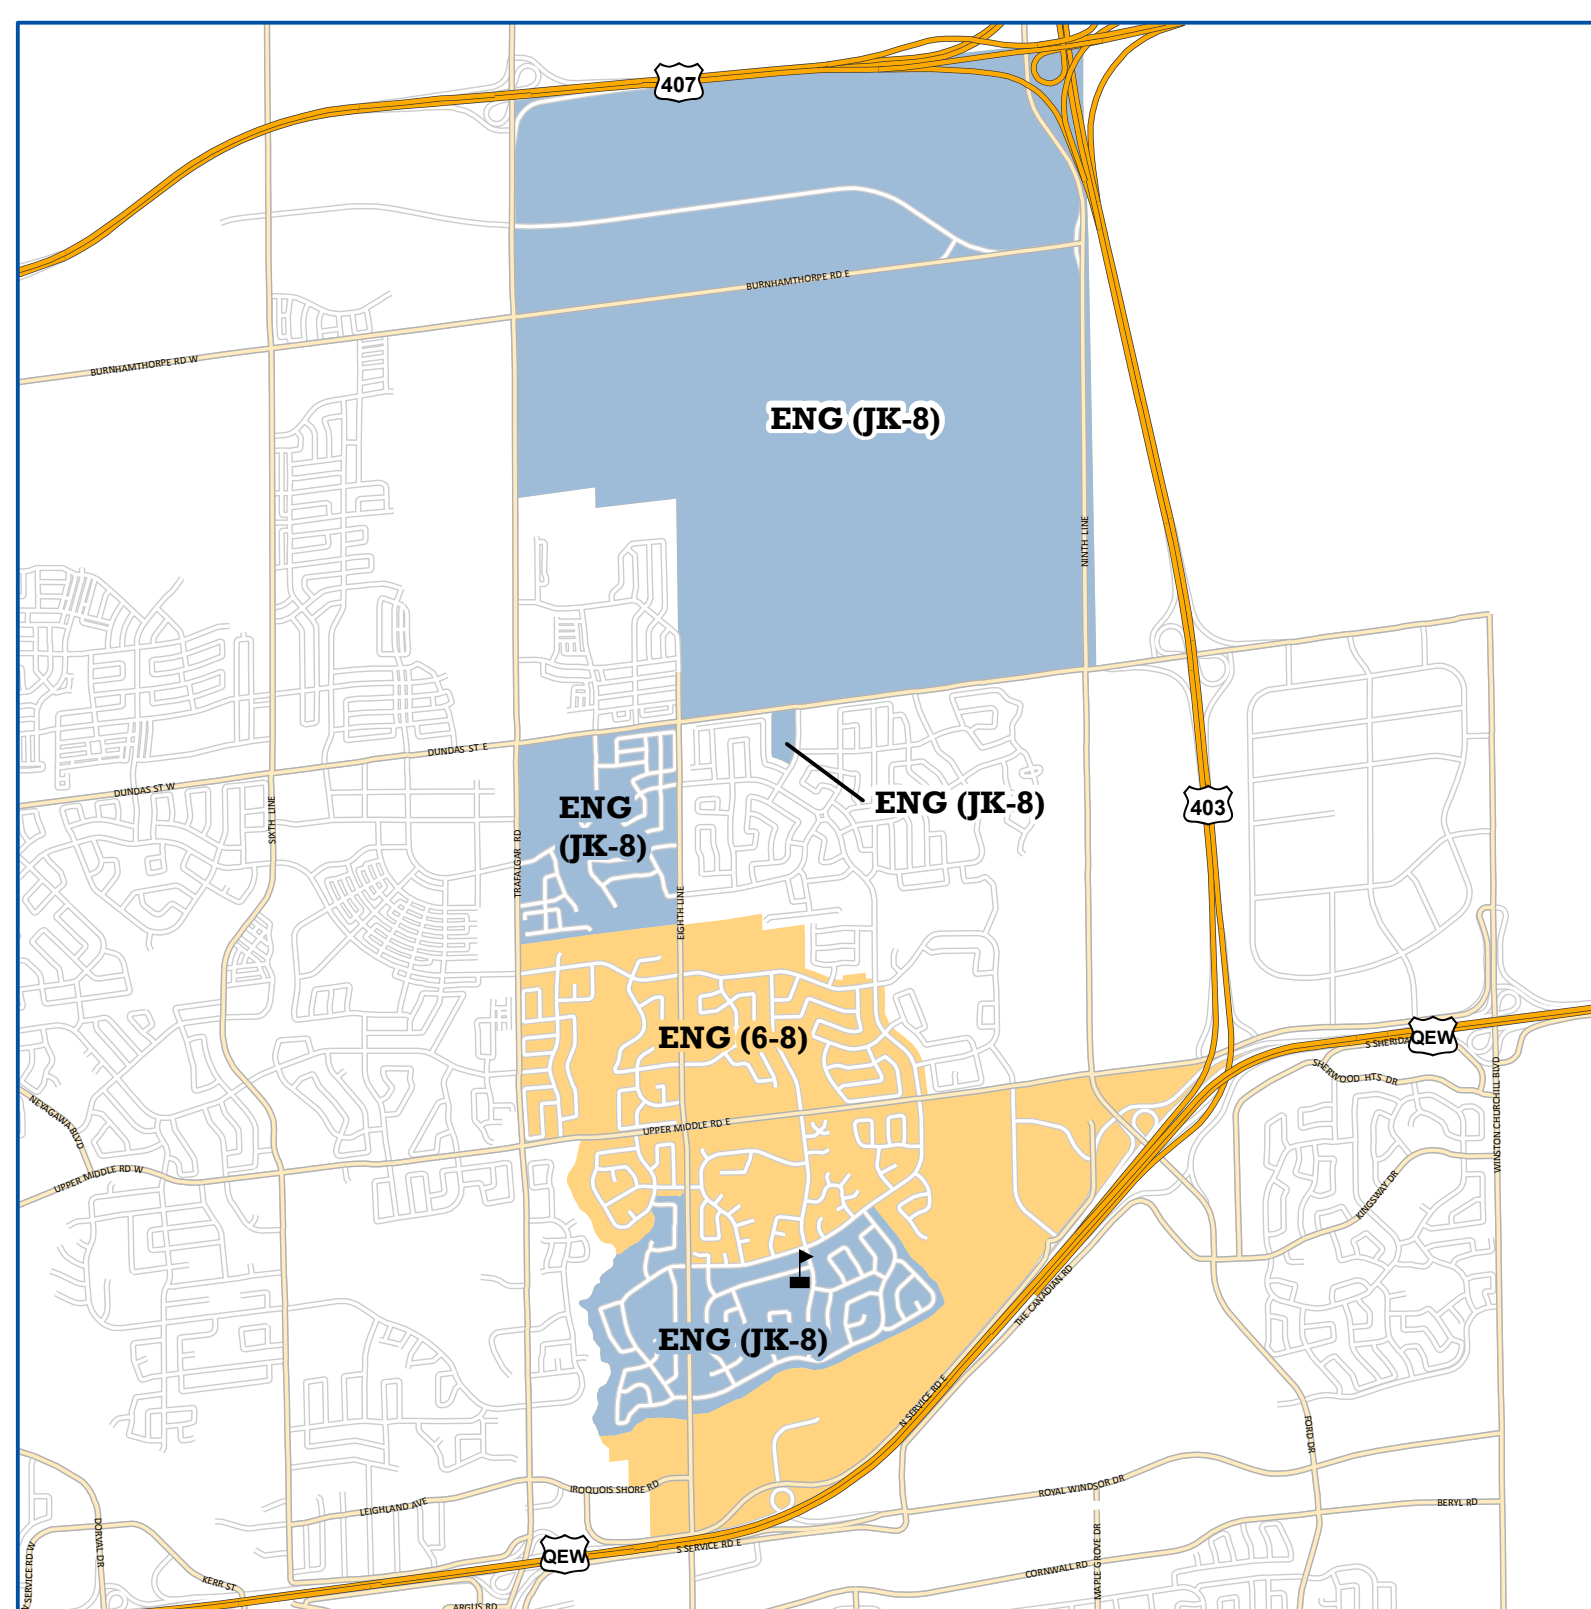 407
BURNHAMTHORPE RD E
BURNHAMTHORPE RD W
ENG (JK-8)
NINTH LINE
DUNDAS ST E
DUNDAS ST W
SIXTH LINE
TRAFALGAR RD
ENG
(JK-8)
ENG (JK-8)
403
EIGHTH LINE
ENG (6-8)
QEW
S SHERIDA
SHERWOOD HTS DR
WINSTON CHURCHILL BLVD
NEYAGAWA BLVD
UPPER MIDDLE RD E
UPPER MIDDLE RD W
KINGSWAY DR
THE CANADIAN RD
ENG (JK-8)
N SERVICE RD E
FORD DR
IROQUOIS SHORE RD
LEIGHLAND AVE
ROYAL WINDSOR DR
BERYL RD
DORVAL DR
MAPLE GROVE DR
S SERVICE RD E
QEW
CORNWALL RD
KERR ST
SERVICE RD W
ARGUS RD